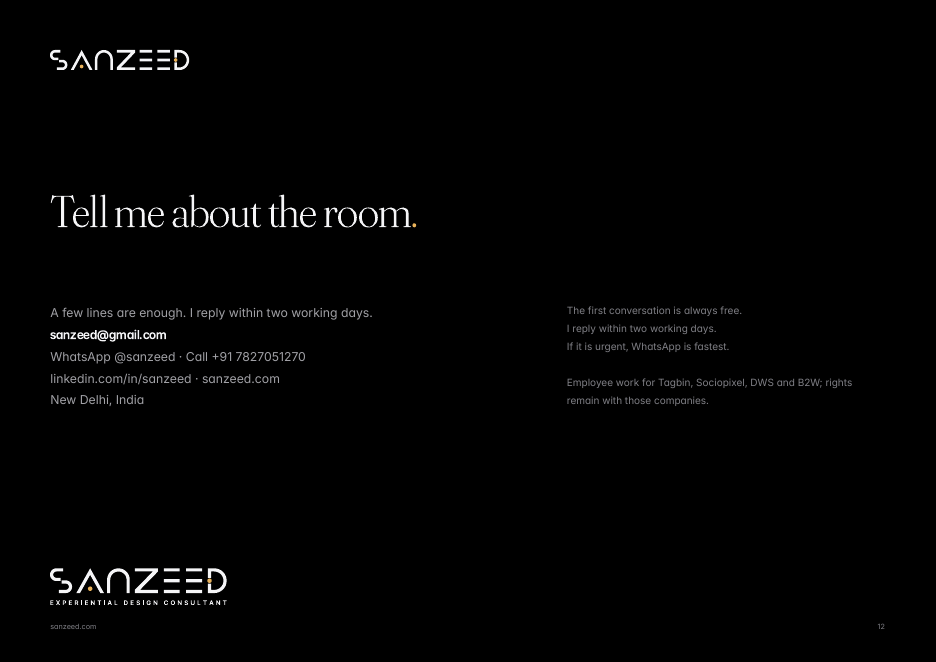 SANZEED
Tell me about the room.
A few lines are enough. I reply within two working days.
sanzeed@gmail.com
WhatsApp @sanzeed · Call +91 7827051270
linkedin.com/in/sanzeed · sanzeed.com
New Delhi, India
The first conversation is always free.
I reply within two working days.
If it is urgent, WhatsApp is fastest.
Employee work for Tagbin, Sociopixel, DWS and B2W; rights
remain with those companies.
SANZEED
EXPERIENTIAL DESIGN CONSULTANT
sanzeed.com
12